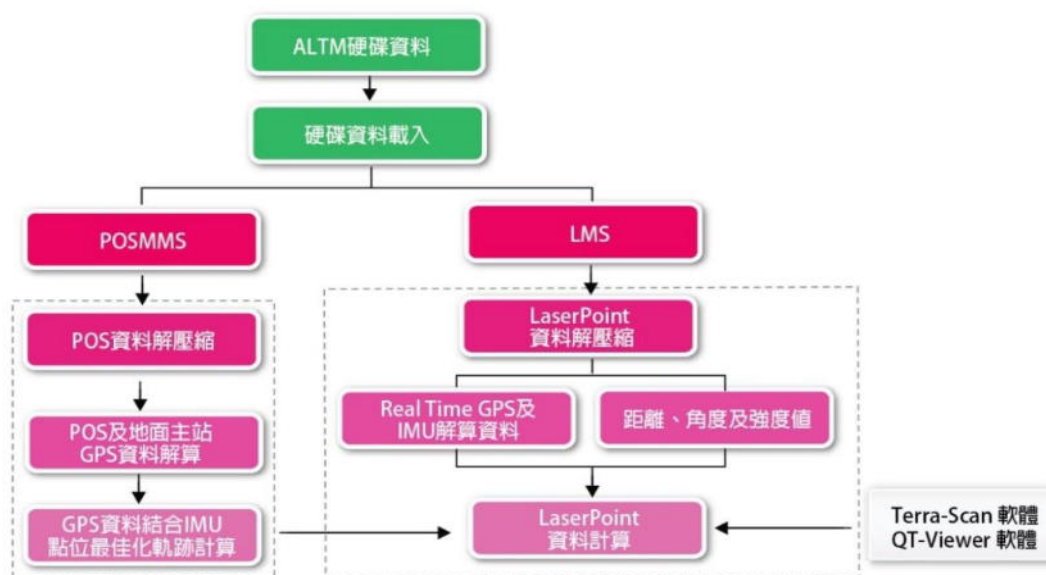 ALTM硬碟資料
硬碟資料載入
POSMMS
LMS
POS資料解壓縮
LaserPoint
資料解壓縮
Real Time GPS及
IMU解算資料
距離、角度及強度值
POS及地面主站
GPS資料解算
GPS資料結合IMU
點位最佳化軌跡計算
LaserPoint
資料計算
Terra-Scan 軟體
QT-Viewer 軟體